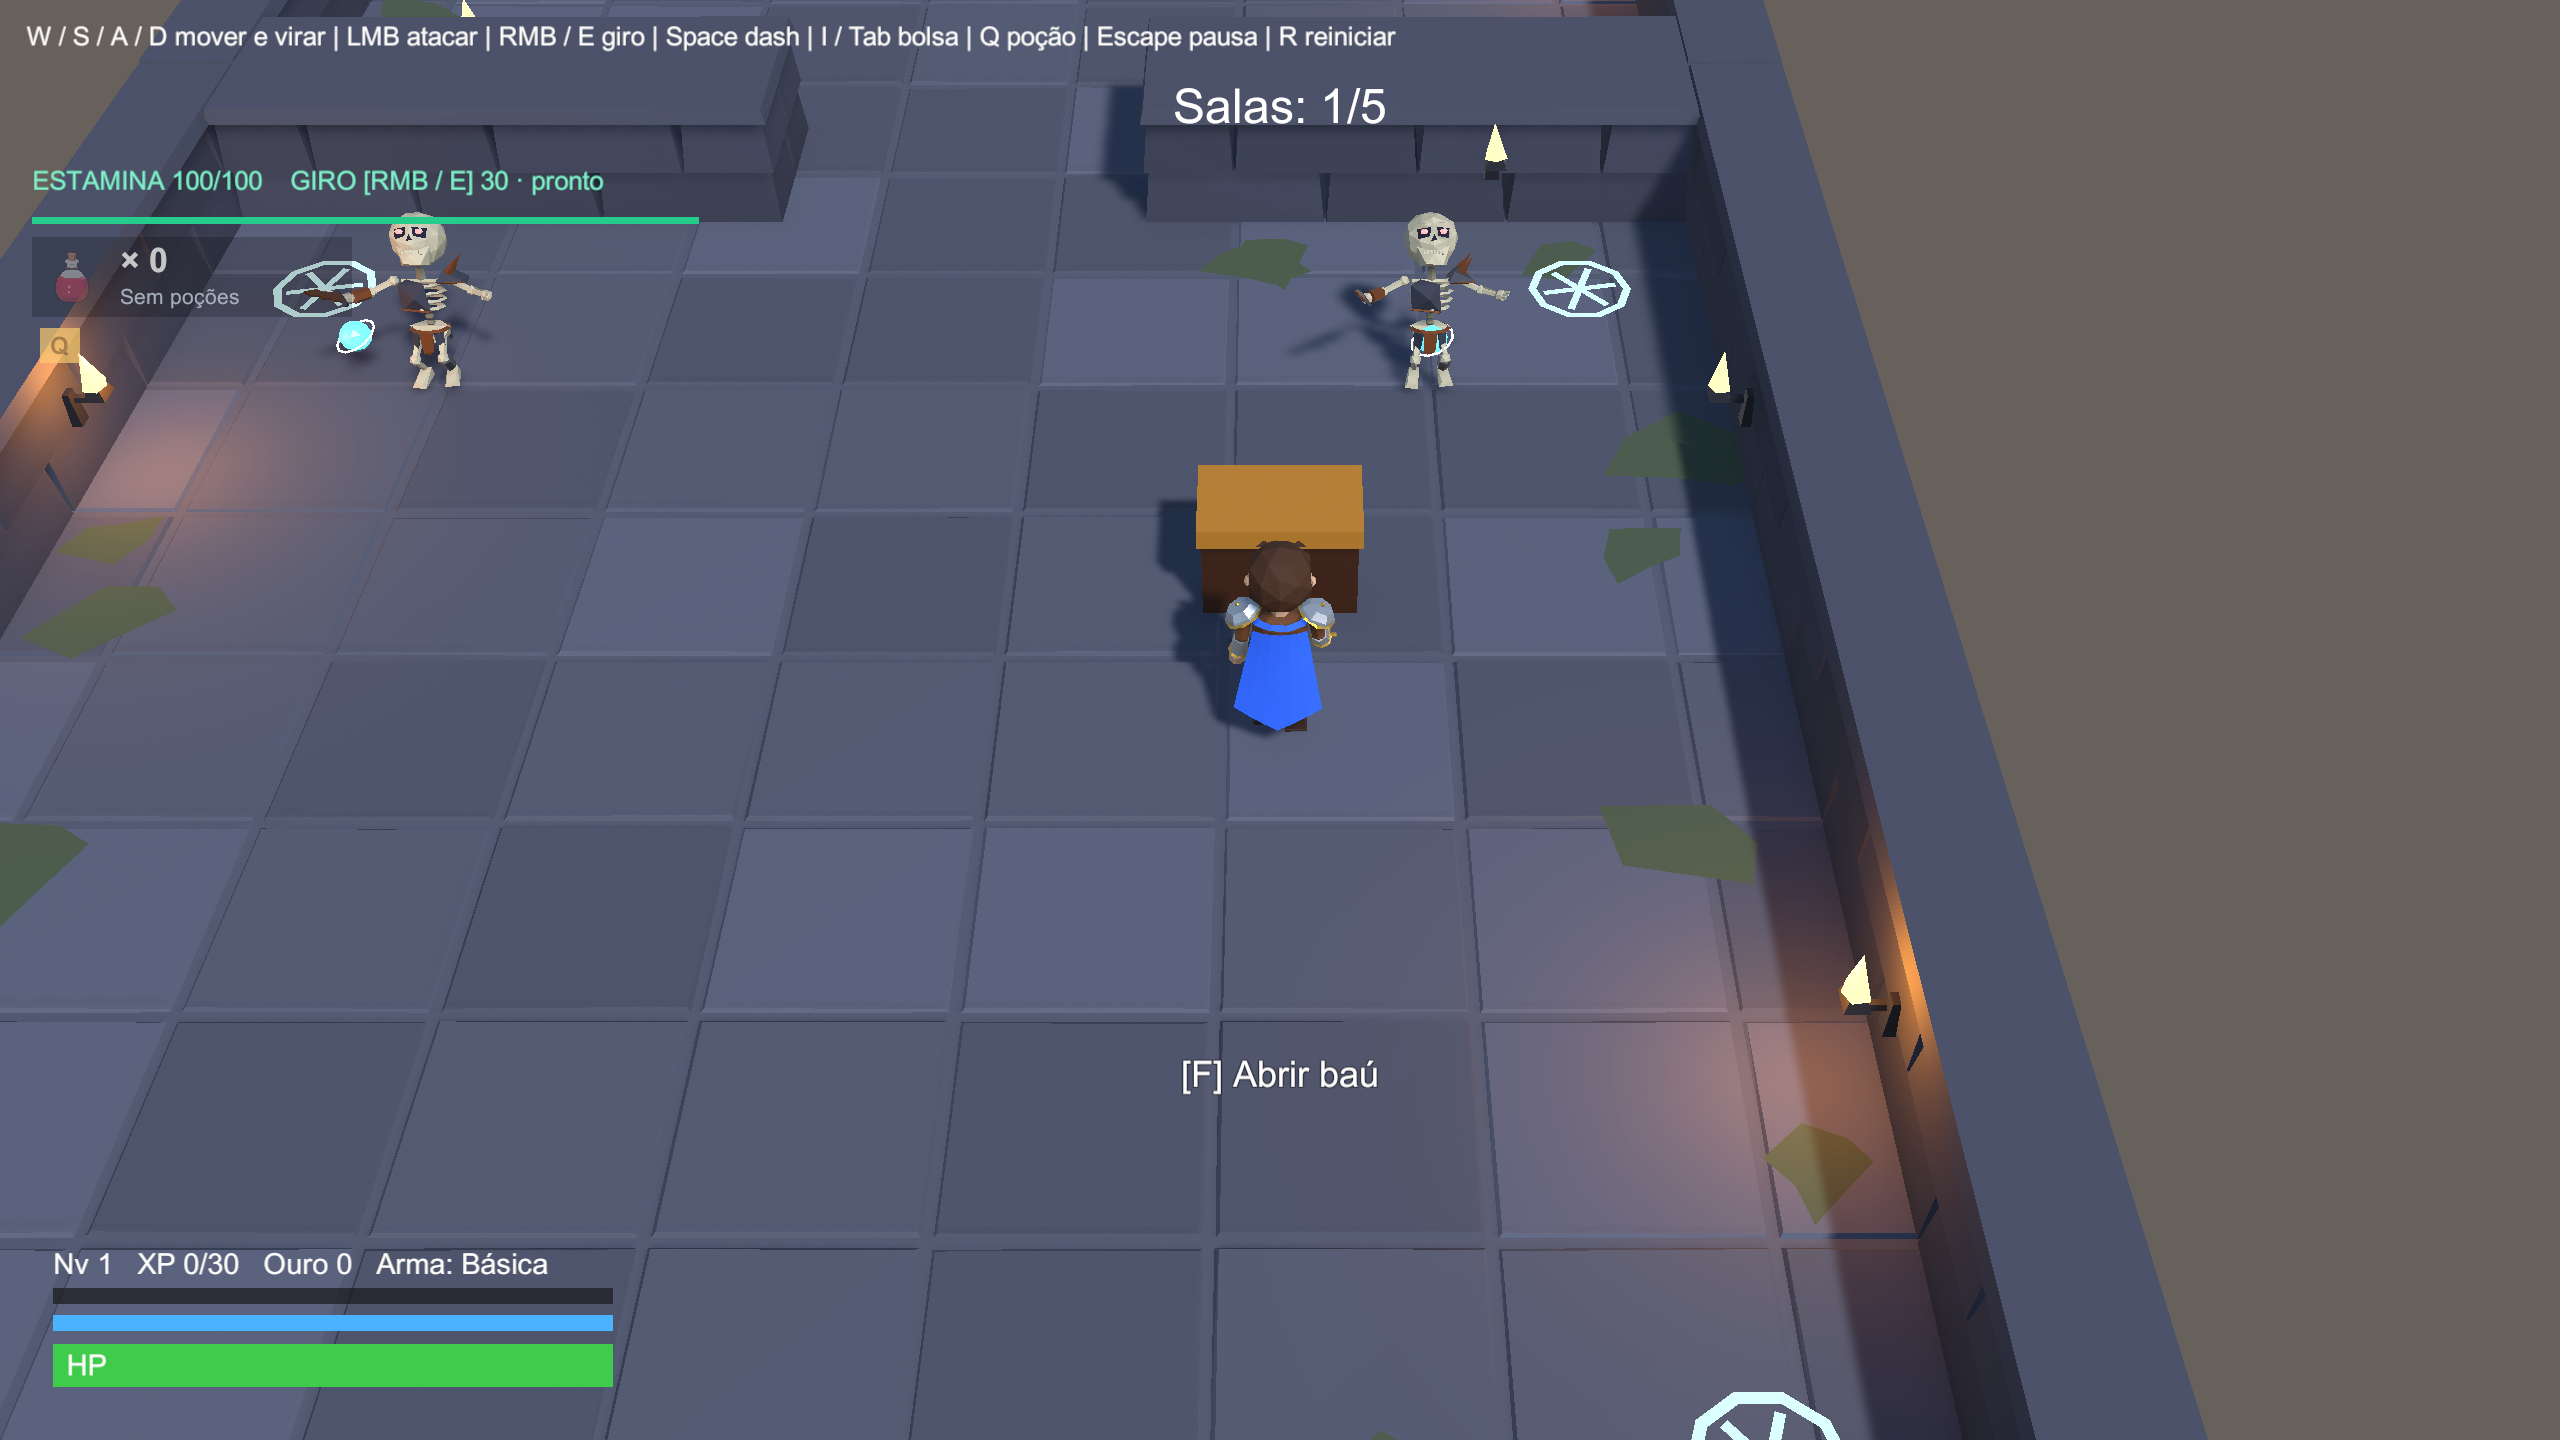 W / S / A / D mover e virar | LMB atacar | RMB / E giro | Space dash | I / Tab bolsa | Q poção | Escape pausa | R reiniciar
Salas: 1/5
ESTAMINA 100/100 GIRO [RMB / E] 30 · pronto
× 0
Sem poções
Q
[F] Abrir baú
Nv 1 XP 0/30 Ouro 0 Arma: Básica
HP